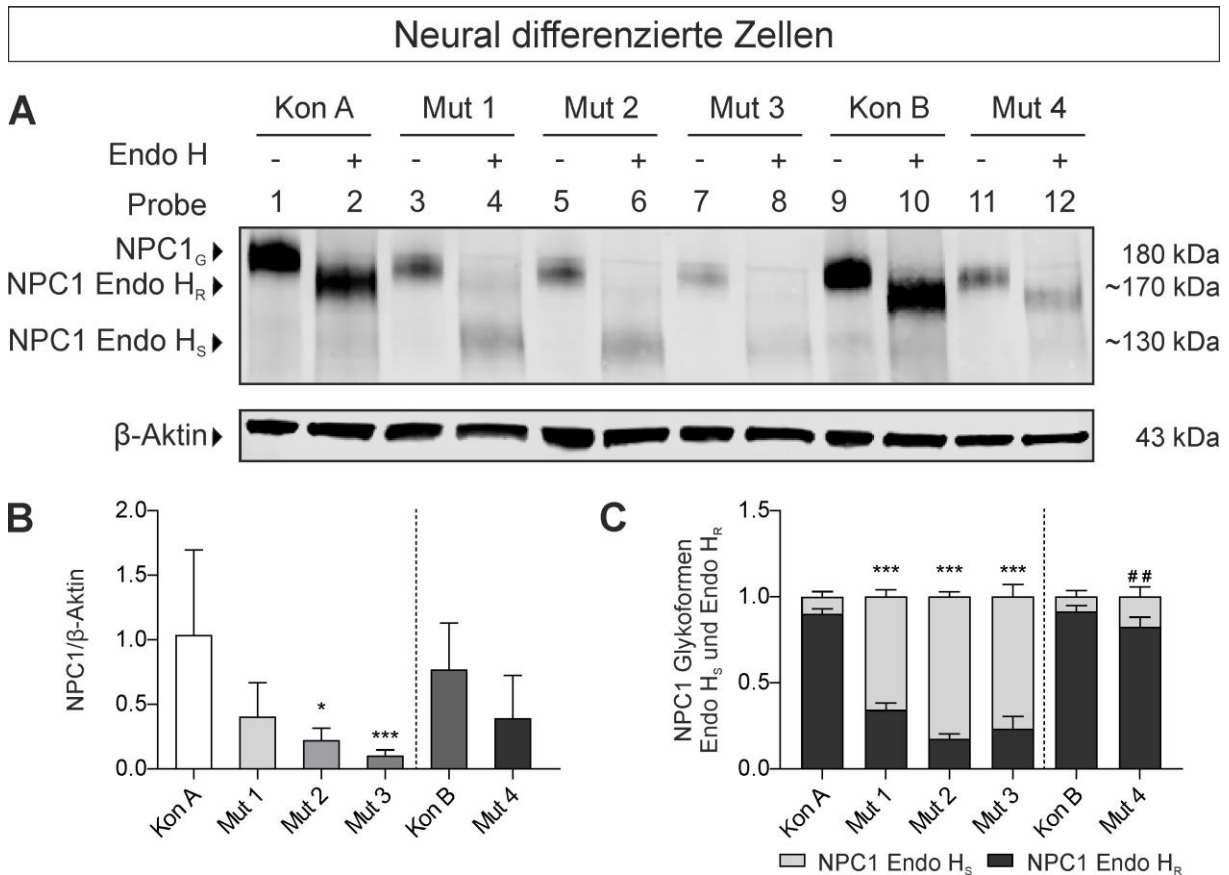 Neural differenzierte Zellen
A
Kon A Mut 1 Mut 2 Mut 3 Kon B Mut 4
Endo H - + - + - + - + - + - +
Probe 1 2 3 4 5 6 7 8 9 10 11 12
NPC1G 180 kDa
NPC1 Endo HR ~170 kDa
NPC1 Endo HS ~130 kDa
β-Aktin 43 kDa
B
NPC1/β-Aktin
2.0
1.5
1.0
0.5
0.0
* ***
Kon A Mut 1 Mut 2 Mut 3 Kon B Mut 4
C
NPC1 Glykoformen
Endo HS und Endo HR
1.5
1.0
0.5
0.0
*** *** *** ##
Kon A Mut 1 Mut 2 Mut 3 Kon B Mut 4
NPC1 Endo HS NPC1 Endo HR